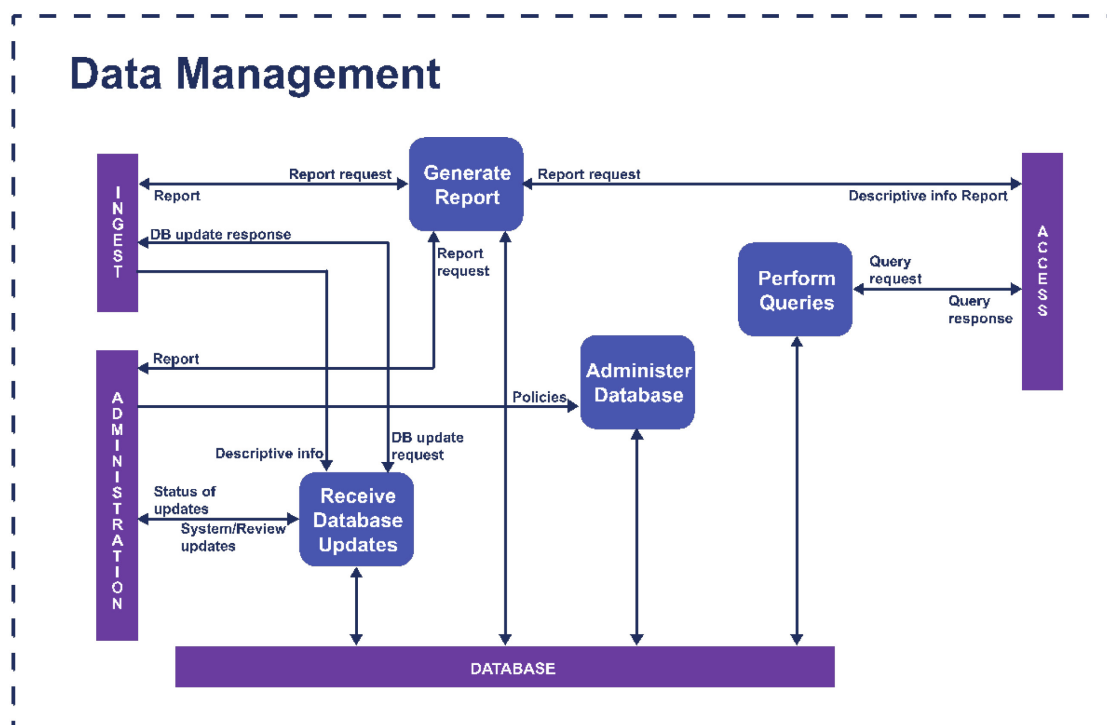 Data Management
INGEST
Report request
Report
Generate
Report
Report request
Descriptive info Report
ACCESS
DB update response
Report
request
Perform
Queries
Query
request
Query
response
ADMINISTRATION
Report
Administer
Database
Policies
DB update
request
Descriptive info
Receive
Database
Updates
Status of
updates
System/Review
updates
DATABASE